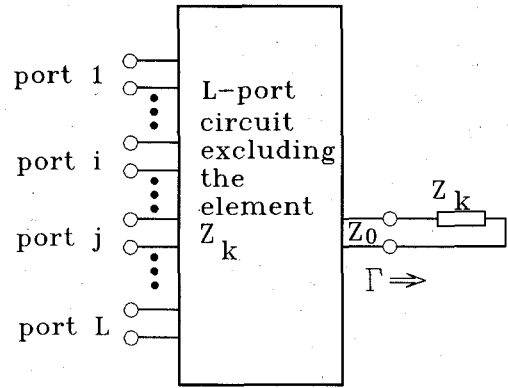 port 1
port i
port j
port L
L-port
circuit
excluding
the
element
Z k
Z0
Z k
Γ ⇒